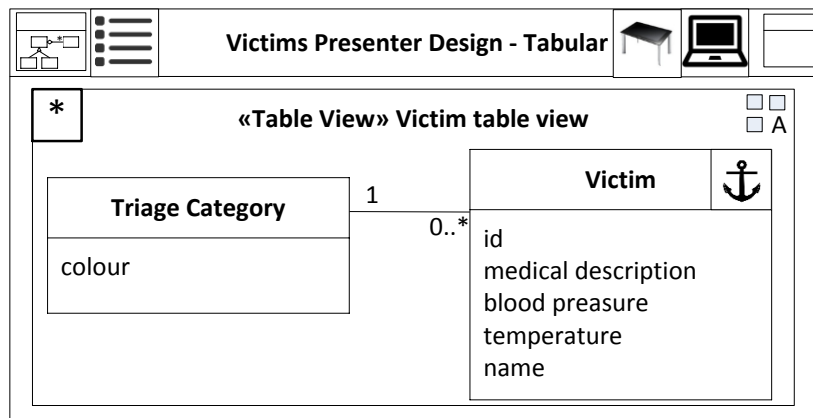 Victims Presenter Design - Tabular
*
* «Table View» Victim table view
A
Triage Category
colour
1
0..*
Victim
id
medical description
blood preasure
temperature
name